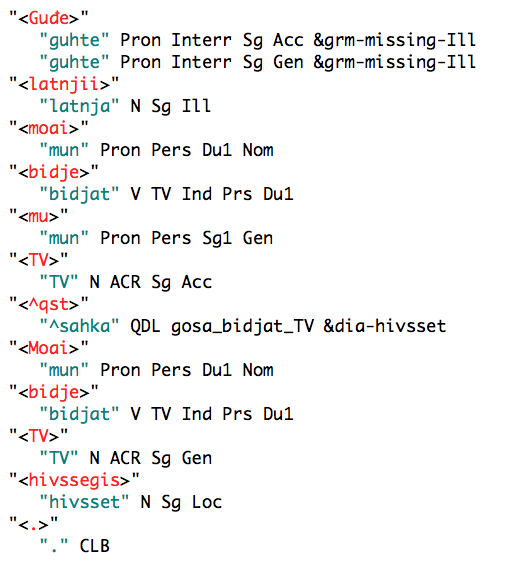 "<Guđe>"
"guhte" Pron Interr Sg Acc &grm-missing-Ill
"guhte" Pron Interr Sg Gen &grm-missing-Ill
"<latnjii>"
"latnja" N Sg Ill
"<moai>"
"mun" Pron Pers Du1 Nom
"<bidje>"
"bidjat" V TV Ind Prs Du1
"<mu>"
"mun" Pron Pers Sg1 Gen
"<TV>"
"TV" N ACR Sg Acc
"<^qst>"
"^sahka" QDL gosa_bidjat_TV &dia-hivsset
"<Moai>"
"mun" Pron Pers Du1 Nom
"<bidje>"
"bidjat" V TV Ind Prs Du1
"<TV>"
"TV" N ACR Sg Gen
"<hivssegis>"
"hivsset" N Sg Loc
"<.>"
"." CLB